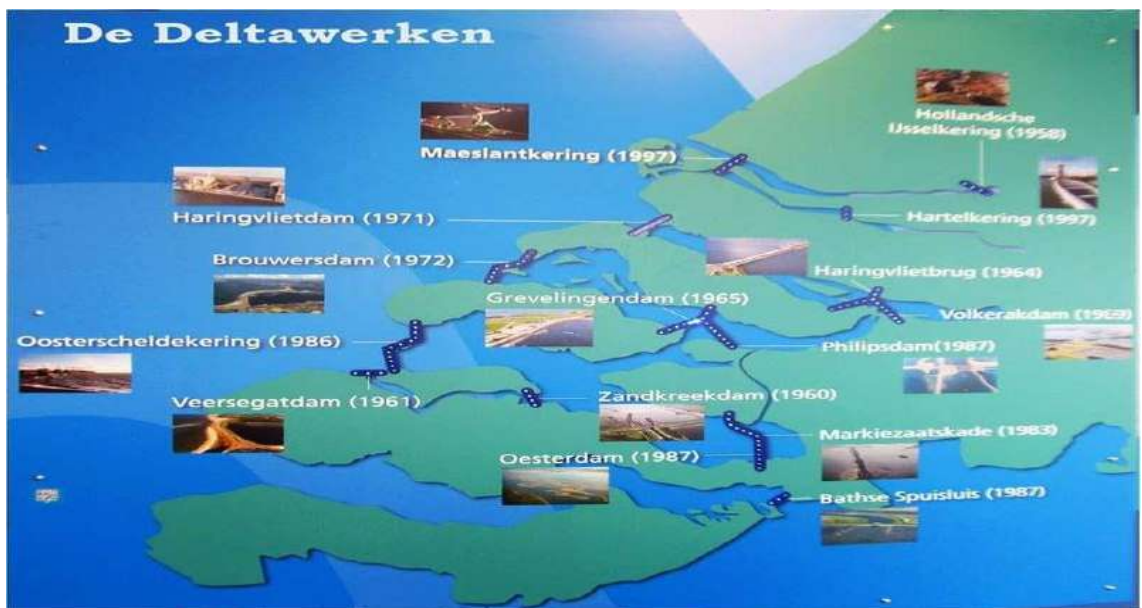 De Deltawerken
Hollandsche
IJsselkering (1958)
Maeslantkering (1997)
Haringvlietdam (1971)
Hartelkering (1997)
Brouwersdam (1972)
Haringvlietbrug (1964)
Grevelingendam (1965)
Volkerakdam (1969)
Oosterscheldekering (1986)
Philipsdam(1987)
Veersegatdam (1961)
Zandkreekdam (1960)
Markiezaatskade (1983)
Oesterdam (1987)
Bathse Spuisluis (1987)